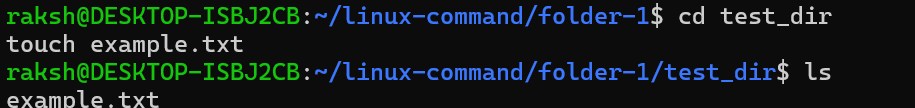 raksh@DESKTOP-ISBJ2CB:~/linux-command/folder-1$ cd test_dir
touch example.txt
raksh@DESKTOP-ISBJ2CB:~/linux-command/folder-1/test_dir$ ls
example.txt